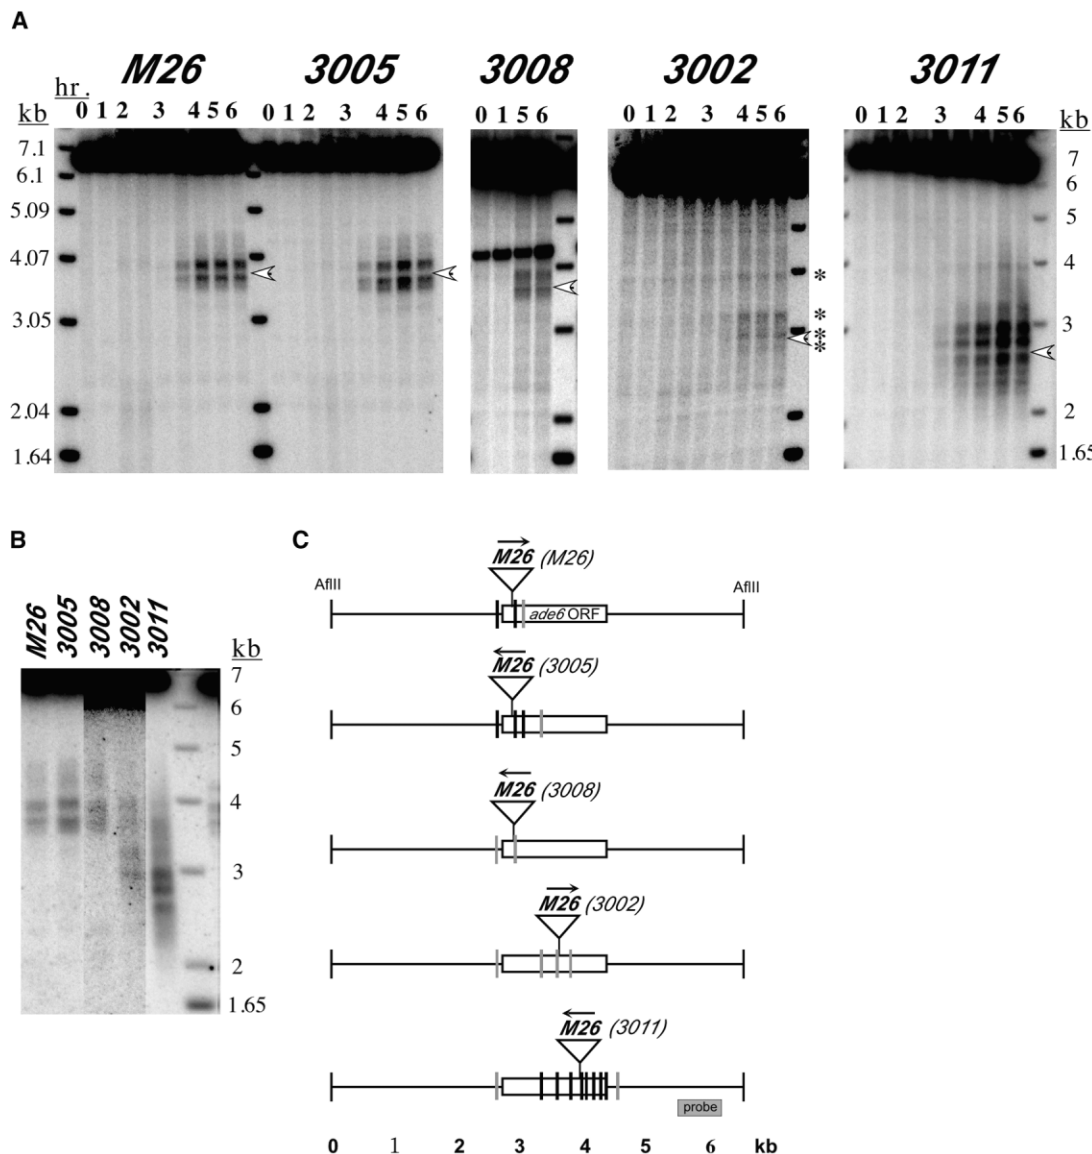 A
M26 3005 3008 3002 3011
hr.
0 1 2 3 4 5 6 0 1 2 3 4 5 6 0 1 5 6 0 1 2 3 4 5 6 0 1 2 3 4 5 6
kb kb
7.1 7
6.1 6
5.09 5
4.07 4
*
3.05 3
*
*
*
2.04 2
1.64 1.65
B
M26 3005 3008 3002 3011
kb
7
6
5
4
3
2
1.65
C
M26 (M26)
AflII AflII
ade6 ORF
M26 (3005)
M26 (3008)
M26 (3002)
M26 (3011)
probe
0 1 2 3 4 5 6 kb